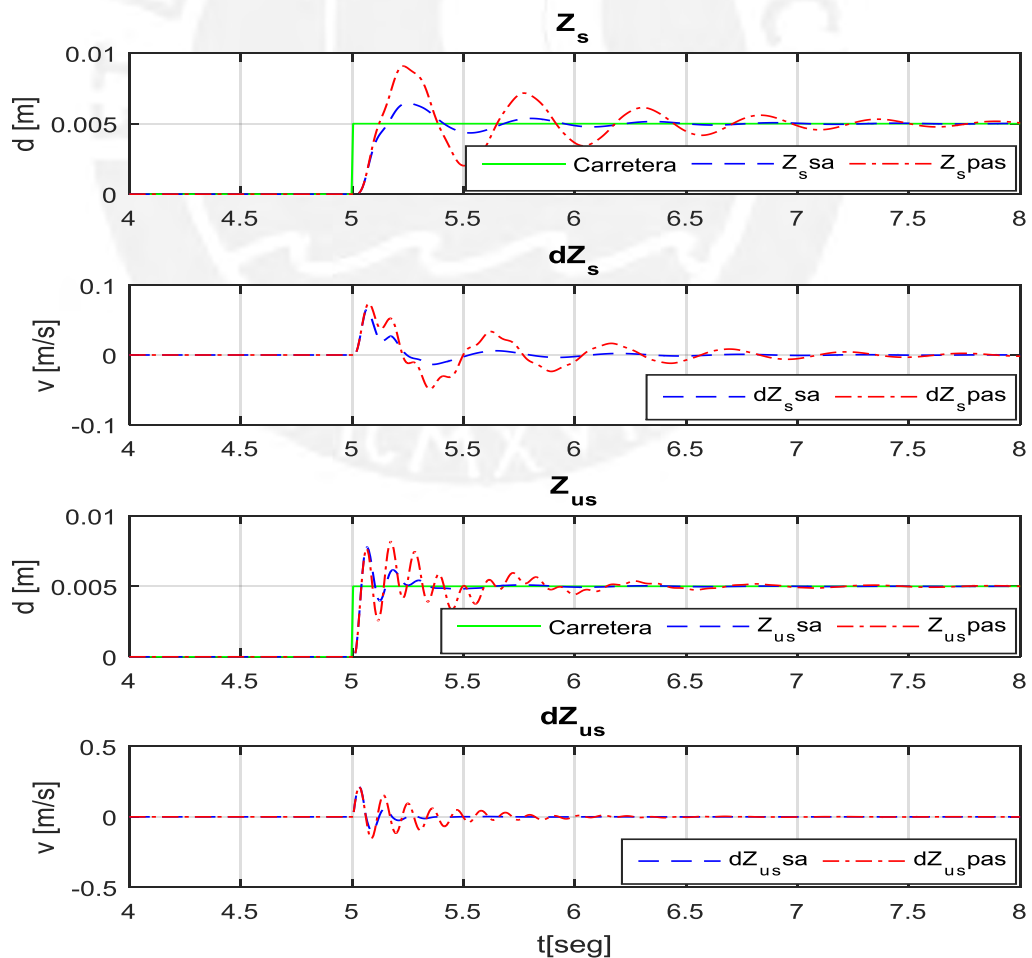 Z_s
0.01
0.005
0
d [m]
Carretera Z_s sa Z_s pas
4 4.5 5 5.5 6 6.5 7 7.5 8
dZ_s
0.1
0
-0.1
v [m/s]
dZ_s sa dZ_s pas
4 4.5 5 5.5 6 6.5 7 7.5 8
Z_us
0.01
0.005
0
d [m]
Carretera Z_us sa Z_us pas
4 4.5 5 5.5 6 6.5 7 7.5 8
dZ_us
0.5
0
-0.5
v [m/s]
dZ_us sa dZ_us pas
4 4.5 5 5.5 6 6.5 7 7.5 8
t[seg]